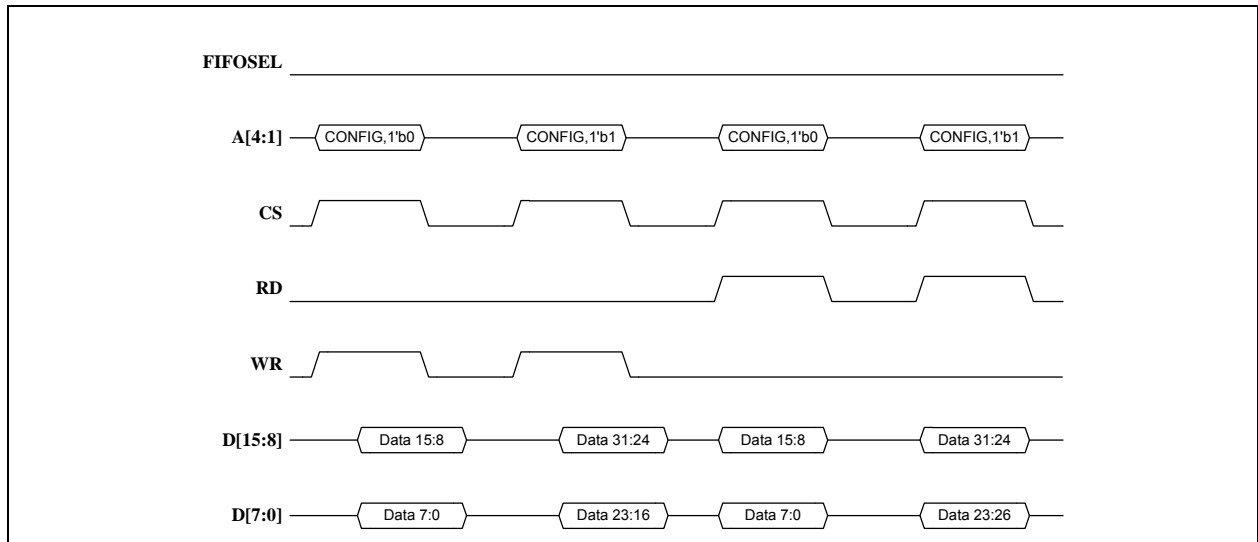 FIFOSEL
A[4:1] CONFIG,1'b0 CONFIG,1'b1 CONFIG,1'b0 CONFIG,1'b1
CS
RD
WR
D[15:8] Data 15:8 Data 31:24 Data 15:8 Data 31:24
D[7:0] Data 7:0 Data 23:16 Data 7:0 Data 23:26